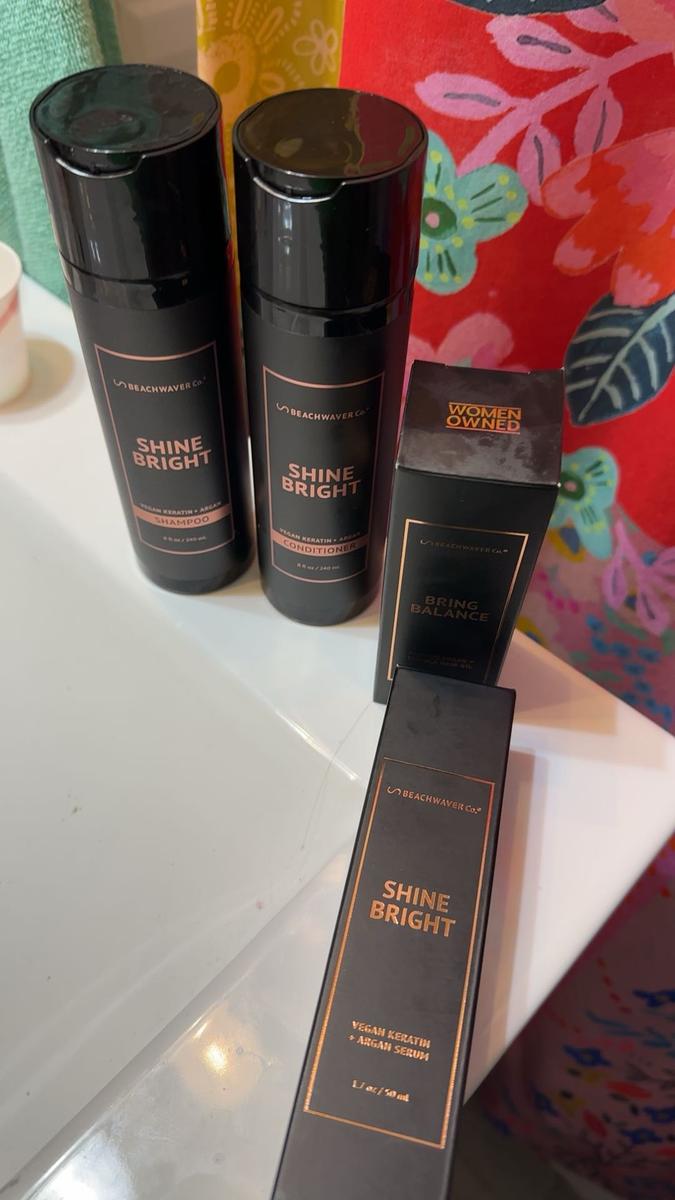 BEACHWAVER Co.®
SHINE
BRIGHT
VEGAN KERATIN + ARGAN
SHAMPOO
8 fl oz / 240 mL
BEACHWAVER Co.®
SHINE
BRIGHT
VEGAN KERATIN + ARGAN
CONDITIONER
8 fl oz / 240 mL
WOMEN
OWNED
BEACHWAVER Co.®
BRING
BALANCE
HAIR OIL
BEACHWAVER Co.®
SHINE
BRIGHT
VEGAN KERATIN
+ ARGAN SERUM
1.7 oz / 50 mL